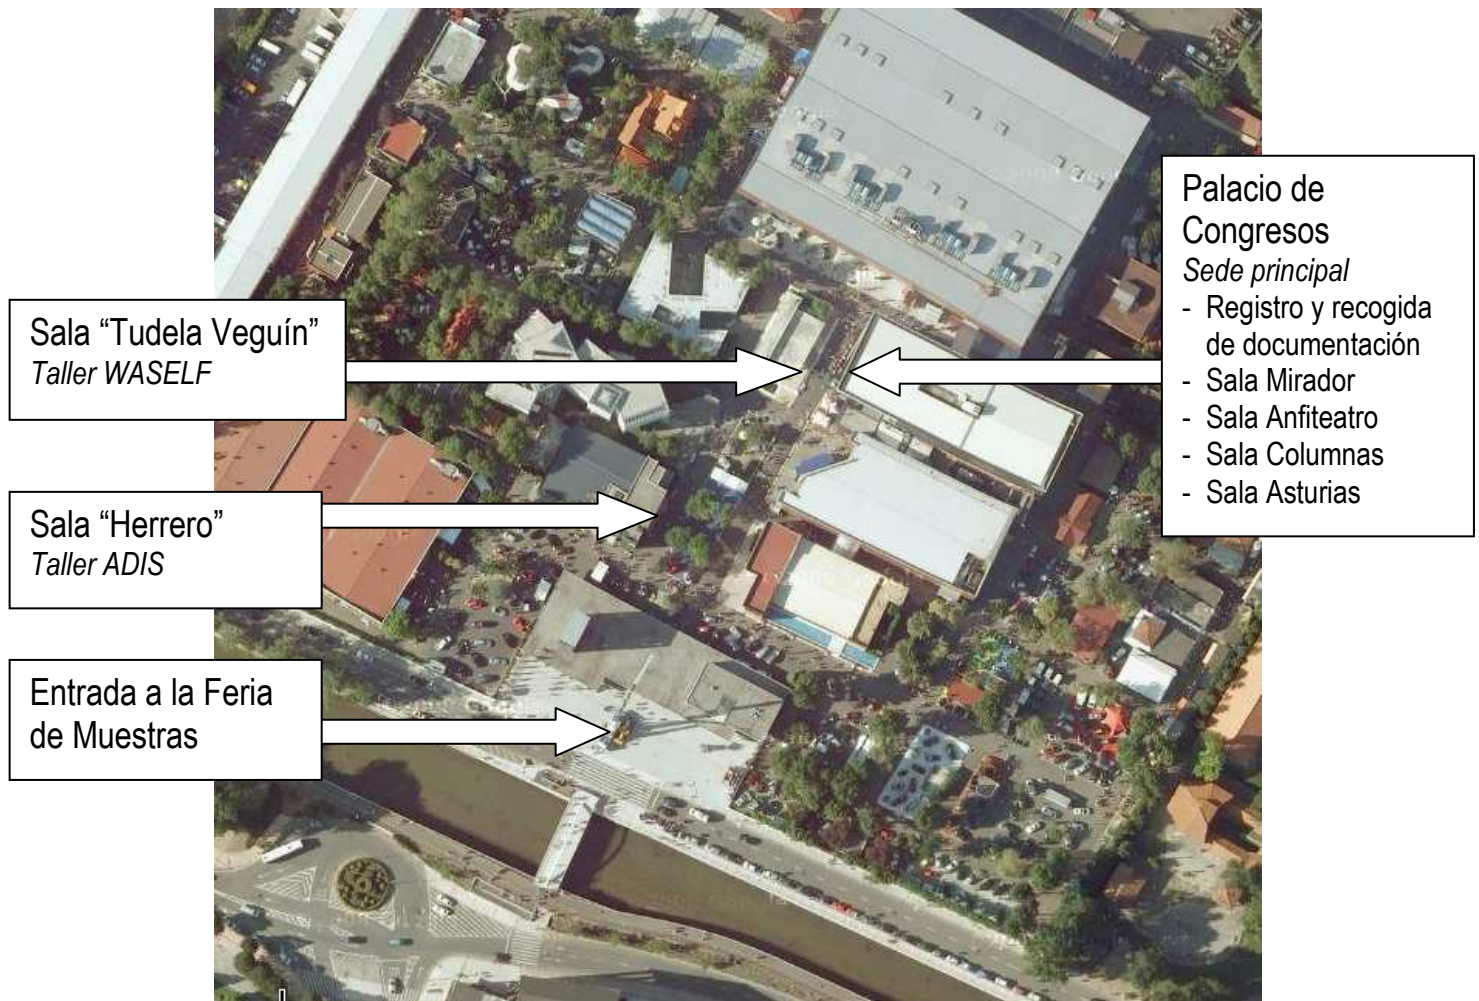 Palacio de
Congresos
Sede principal
- Registro y recogida
de documentación
- Sala Mirador
- Sala Anfiteatro
- Sala Columnas
- Sala Asturias
Sala “Tudela Veguín”
Taller WASELF
Sala “Herrero”
Taller ADIS
Entrada a la Feria
de Muestras